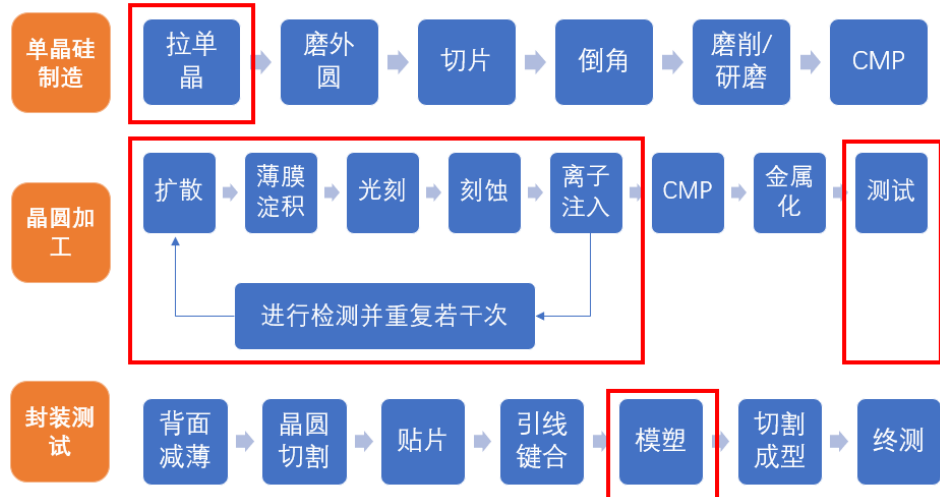 单晶硅
制造
拉单
晶
磨外
圆
切片
倒角
磨削/
研磨
CMP
晶圆加
工
扩散
薄膜
淀积
光刻
刻蚀
离子
注入
CMP
金属
化
测试
进行检测并重复若干次
封装测
试
背面
减薄
晶圆
切割
贴片
引线
键合
模塑
切割
成型
终测